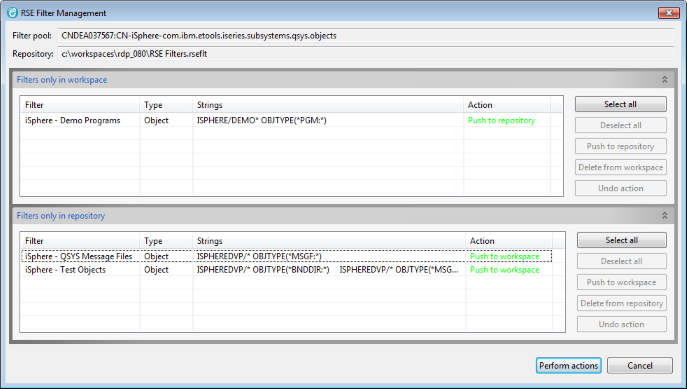 RSE Filter Management
Filter pool: CNDEA037567:CN-iSphere-com.ibm.etools.iseries.subsystems.qsys.objects
Repository: c:\workspaces\rdp_080\RSE Filters.rseflt
Filters only in workspace
Filter Type Strings Action
iSphere - Demo Programs Object ISPHERE/DEMO* OBJTYPE(*PGM:*) Push to repository
Select all
Deselect all
Push to repository
Delete from workspace
Undo action
Filters only in repository
Filter Type Strings Action
iSphere - QSYS Message Files Object ISPHEREDVP/* OBJTYPE(*MSGF:*) Push to workspace
iSphere - Test Objects Object ISPHEREDVP/* OBJTYPE(*BNDDIR:*) ISPHEREDVP/* OBJTYPE(*MSG... Push to workspace
Select all
Deselect all
Push to workspace
Delete from repository
Undo action
Perform actions Cancel